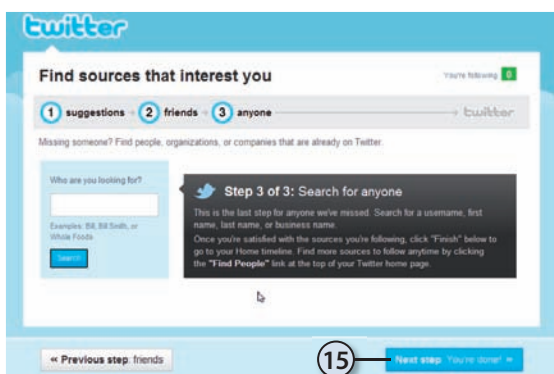 twitter
Find sources that interest you
You're following 0
1 suggestions 2 friends 3 anyone twitter
Missing someone? Find people, organizations, or companies that are already on Twitter.
Who are you looking for?
Examples: Bill, Bill Smith, or
Whole Foods
Search
Step 3 of 3: Search for anyone
This is the last step for anyone we've missed. Search for a username, first
name, last name, or business name.
Once you're satisfied with the sources you're following, click "Finish" below to
go to your Home timeline. Find more sources to follow anytime by clicking
the "Find People" link at the top of your Twitter home page.
« Previous step: friends
15
Next step: You're done! »